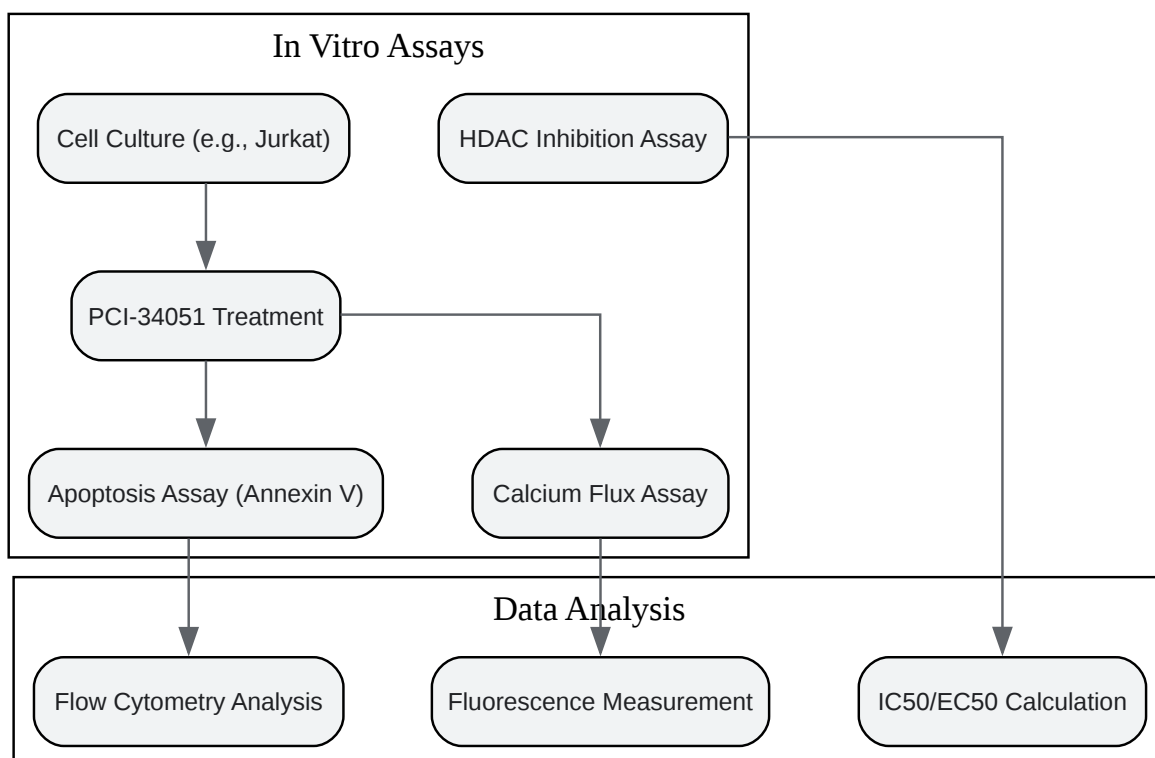 In Vitro Assays
Cell Culture (e.g., Jurkat)
HDAC Inhibition Assay
PCI-34051 Treatment
Apoptosis Assay (Annexin V)
Calcium Flux Assay
Data Analysis
Flow Cytometry Analysis
Fluorescence Measurement
IC50/EC50 Calculation